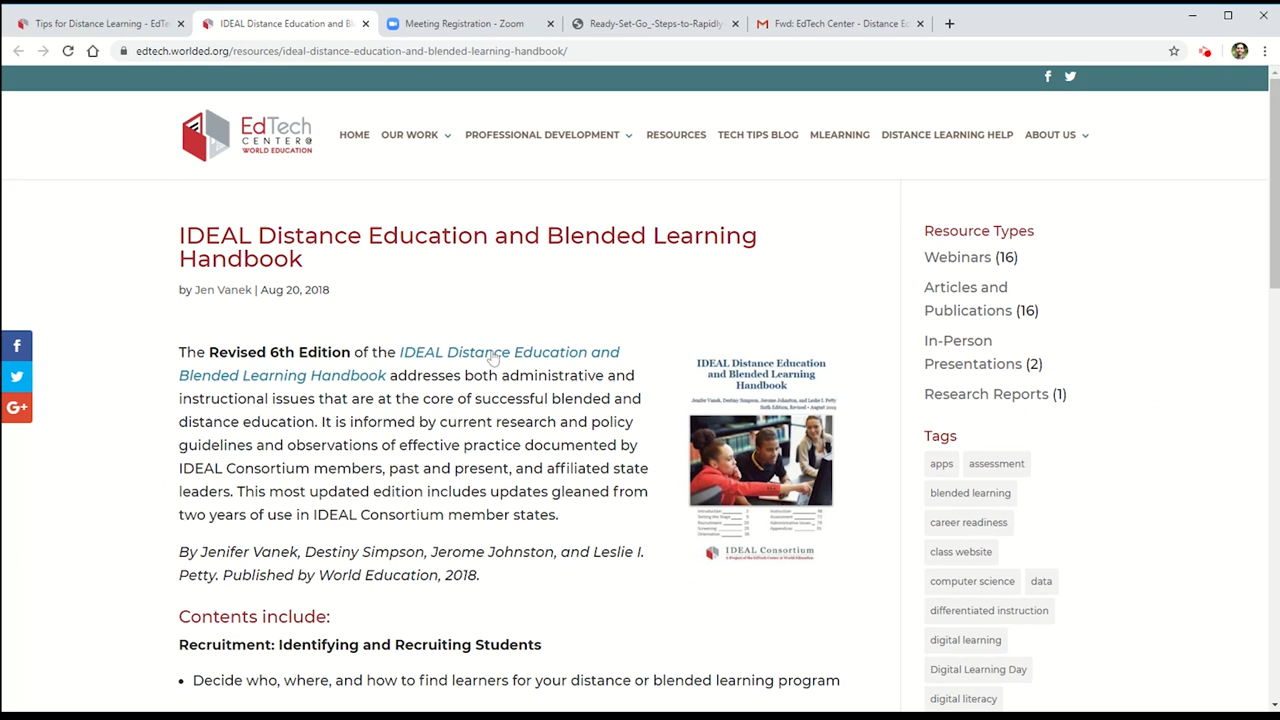 Tips for Distance Learning - EdTe
IDEAL Distance Education and Bl
Meeting Registration - Zoom
Ready-Set-Go_-Steps-to-Rapidly
Fwd: EdTech Center - Distance Ec
edtech.worlded.org/resources/ideal-distance-education-and-blended-learning-handbook/
EdTech
CENTER@
WORLD EDUCATION
HOME
OUR WORK
PROFESSIONAL DEVELOPMENT
RESOURCES
TECH TIPS BLOG
MLEARNING
DISTANCE LEARNING HELP
ABOUT US
IDEAL Distance Education and Blended Learning
Handbook
by Jen Vanek | Aug 20, 2018
The Revised 6th Edition of the IDEAL Distance Education and
Blended Learning Handbook addresses both administrative and
instructional issues that are at the core of successful blended and
distance education. It is informed by current research and policy
guidelines and observations of effective practice documented by
IDEAL Consortium members, past and present, and affiliated state
leaders. This most updated edition includes updates gleaned from
two years of use in IDEAL Consortium member states.
By Jenifer Vanek, Destiny Simpson, Jerome Johnston, and Leslie I.
Petty. Published by World Education, 2018.
Contents include:
Recruitment: Identifying and Recruiting Students
• Decide who, where, and how to find learners for your distance or blended learning program
IDEAL Distance Education
and Blended Learning
Handbook
Jenifer Vanek, Destiny Simpson, Jerome Johnston, and Leslie I. Petty
IDEAL Consortium
Resource Types
Webinars (16)
Articles and
Publications (16)
In-Person
Presentations (2)
Research Reports (1)
Tags
apps
assessment
blended learning
career readiness
class website
computer science
data
differentiated instruction
digital learning
Digital Learning Day
digital literacy